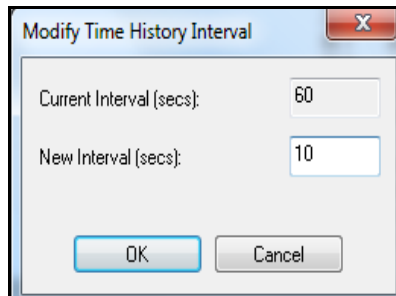 Modify Time History Interval
X
Current Interval (secs): 60
New Interval (secs): 10
OK Cancel